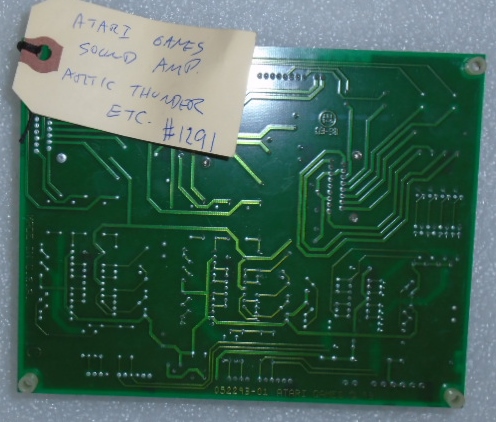 ATARI GAMES
SOUND AMP.
ARTIC THUNDER
ETC. #1291